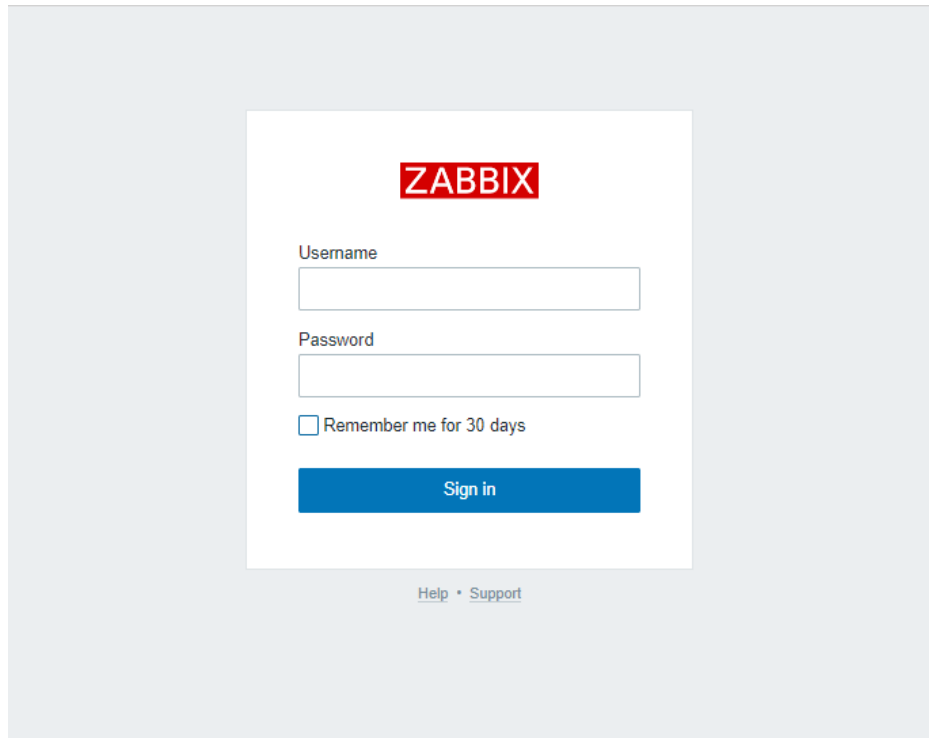 ZABBIX
Username
Password
Remember me for 30 days
Sign in
Help • Support